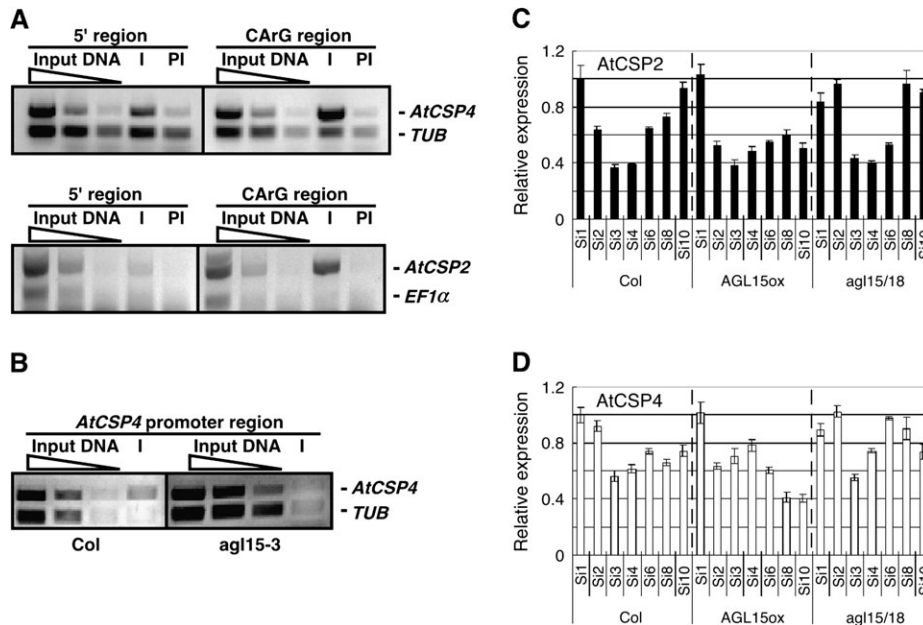 A
5' region
CArG region
Input DNA I PI
Input DNA I PI
- AtCSP4
- TUB
5' region
CArG region
Input DNA I PI
Input DNA I PI
- AtCSP2
- EF1α
B
AtCSP4 promoter region
Input DNA I
Input DNA I
- AtCSP4
- TUB
Col
agl15-3
C
AtCSP2
Relative expression
1.2
1.0
0.8
0.6
0.4
0
Si1 Si2 Si3 Si4 Si6 Si8 Si10
Si1 Si2 Si3 Si4 Si6 Si8 Si10
Si1 Si2 Si3 Si4 Si6 Si8
Col
AGL15ox
agl15/18
D
AtCSP4
Relative expression
1.2
1.0
0.8
0.6
0.4
0
Si1 Si2 Si3 Si4 Si6 Si8 Si10
Si1 Si2 Si3 Si4 Si6 Si8 Si10
Si1 Si2 Si3 Si4 Si6 Si8
Col
AGL15ox
agl15/18